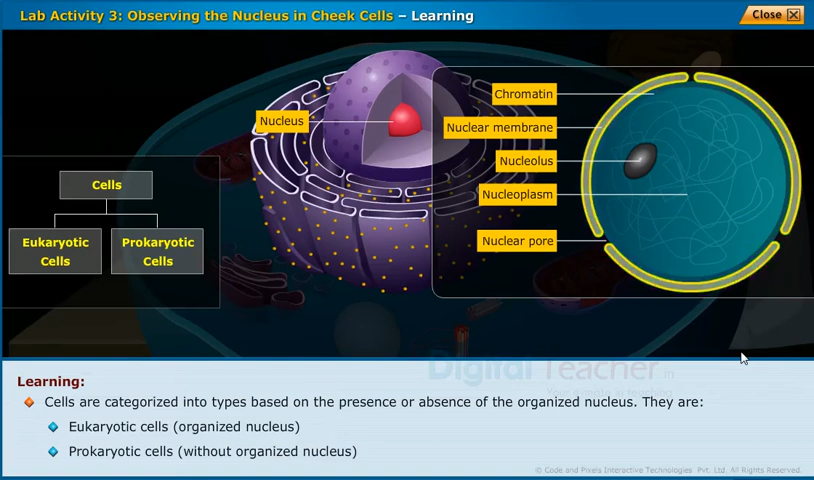 Lab Activity 3: Observing the Nucleus in Cheek Cells – Learning
Close
Chromatin
Nucleus
Nuclear membrane
Nucleolus
Cells
Nucleoplasm
Eukaryotic
Cells
Prokaryotic
Cells
Nuclear pore
Digital Teacher.in
Learning:
Cells are categorized into types based on the presence or absence of the organized nucleus. They are:
Eukaryotic cells (organized nucleus)
Prokaryotic cells (without organized nucleus)
© Code and Pixels Interactive Technologies Pvt. Ltd. All Rights Reserved.